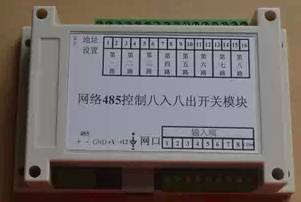 地址设置
1 2 3 4 5 6 7 8 9 10 11 12 13 14 15 16
第一路 第二路 第三路 第四路 第五路 第六路 第七路 第八路
网络485控制八入八出开关模块
485
+ - GND +V +12
网口
输入端
1 2 3 4 5 6 7 8